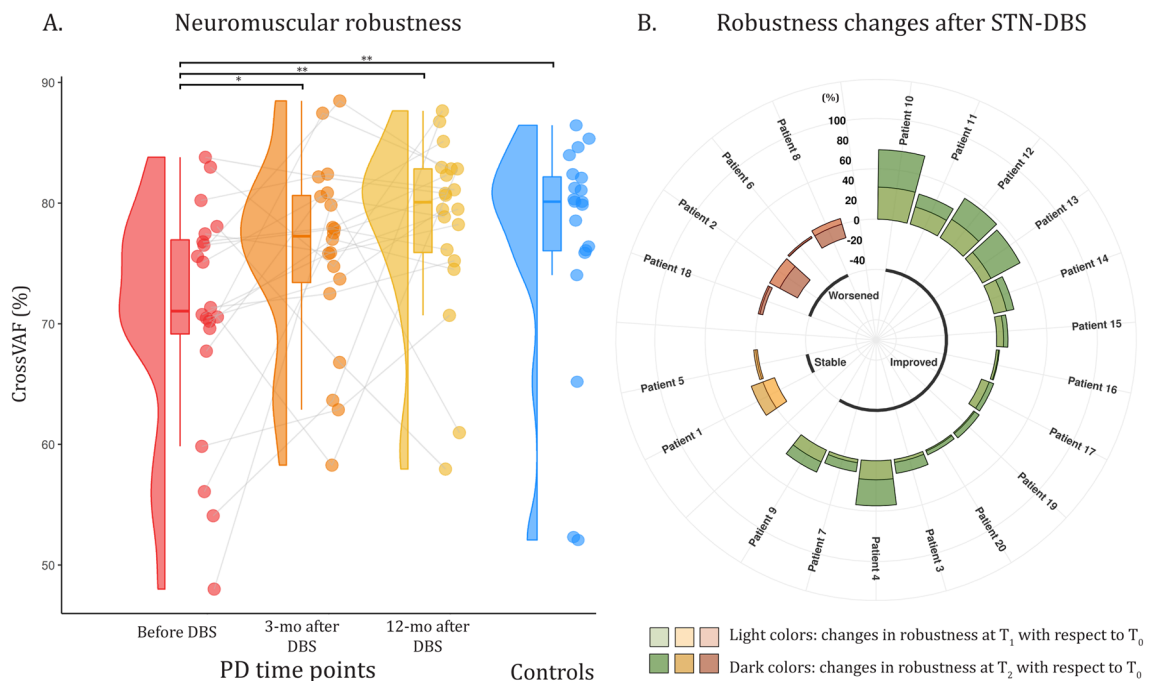 A.
Neuromuscular robustness
CrossVAF (%)
90
80
70
60
50
*
**
**
Before DBS
3-mo after
DBS
12-mo after
DBS
PD time points
Controls
B.
Robustness changes after STN-DBS
(%)
100
80
60
40
20
0
-20
-40
Patient 10
Patient 11
Patient 12
Patient 13
Patient 14
Patient 15
Patient 16
Patient 17
Patient 19
Patient 20
Patient 3
Patient 4
Patient 7
Patient 9
Patient 1
Patient 5
Patient 18
Patient 2
Patient 6
Patient 8
Worsened
Stable
Improved
Light colors: changes in robustness at T1 with respect to T0
Dark colors: changes in robustness at T2 with respect to T0